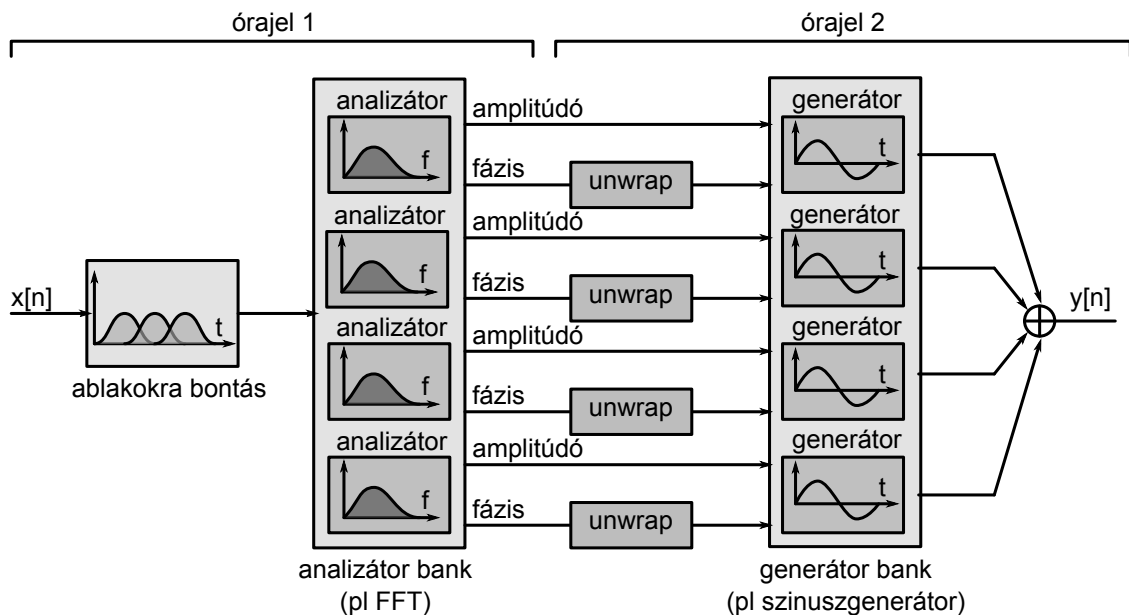 órajel 1
órajel 2
analizátor
amplitúdó
generátor
f
t
fázis
unwrap
analizátor
amplitúdó
generátor
f
t
fázis
unwrap
x[n]
y[n]
t
ablakokra bontás
analizátor
amplitúdó
generátor
f
t
fázis
unwrap
analizátor
amplitúdó
generátor
f
t
fázis
unwrap
analizátor bank
(pl FFT)
generátor bank
(pl szinuszgenerátor)